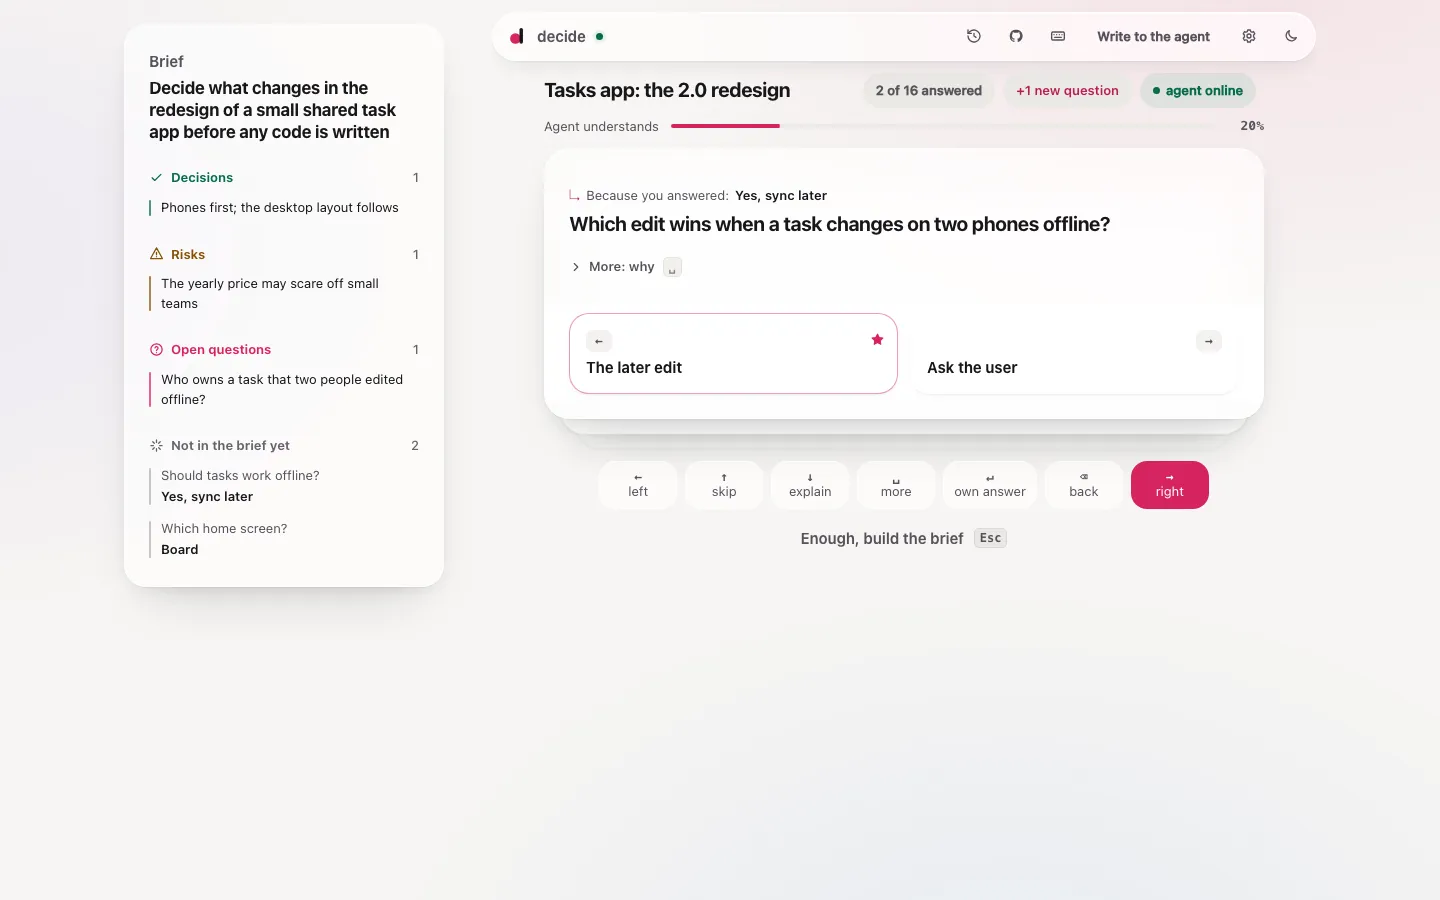 Brief
Decide what changes in the
redesign of a small shared task
app before any code is written
Decisions 1
Phones first; the desktop layout follows
Risks 1
The yearly price may scare off small
teams
Open questions 1
Who owns a task that two people edited
offline?
Not in the brief yet 2
Should tasks work offline?
Yes, sync later
Which home screen?
Board
decide
Write to the agent
Tasks app: the 2.0 redesign
2 of 16 answered
+1 new question
agent online
Agent understands
20%
Because you answered: Yes, sync later
Which edit wins when a task changes on two phones offline?
More: why ␣
←
The later edit
→
Ask the user
← left
↑ skip
↓ explain
␣ more
↵ own answer
⌫ back
→ right
Enough, build the brief Esc